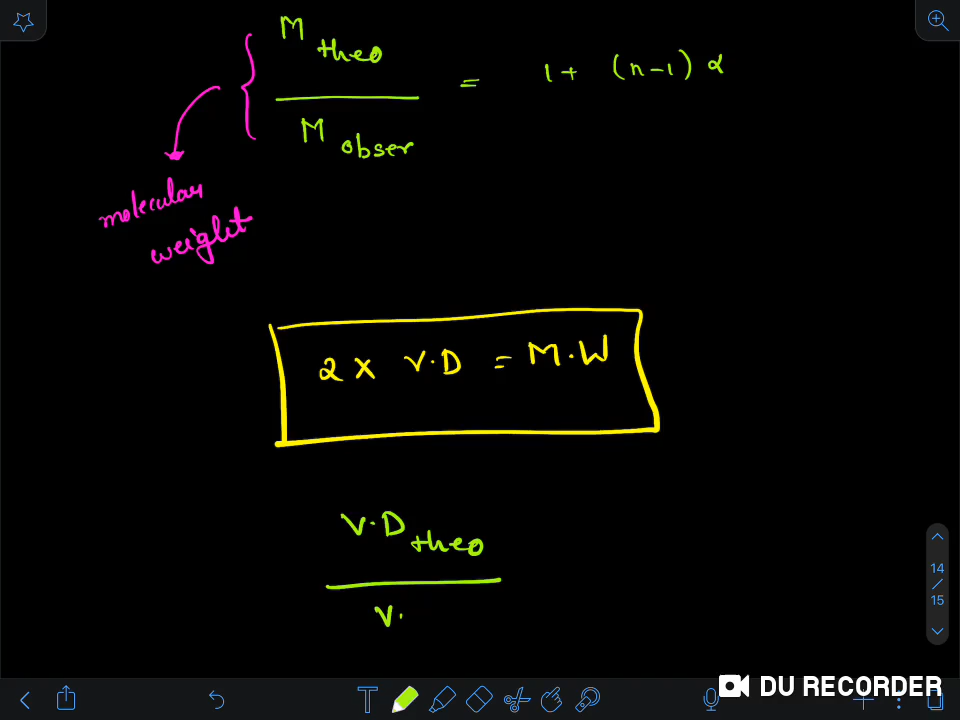 M theo
= 1 + (n-1) α
M obser
molecular
weight
2 x V.D = M.W
V.D theo
V.
14
/
15
T
DU RECORDER